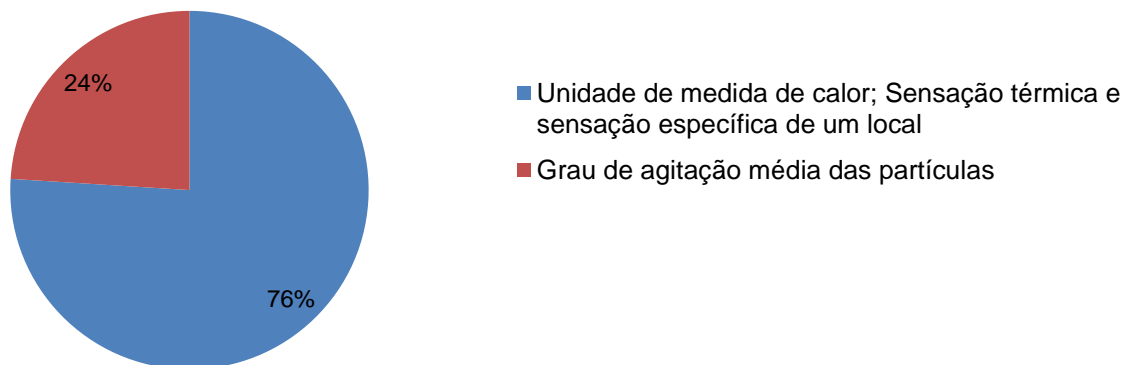 24%
76%
Unidade de medida de calor; Sensação térmica e
sensação específica de um local
Grau de agitação média das partículas